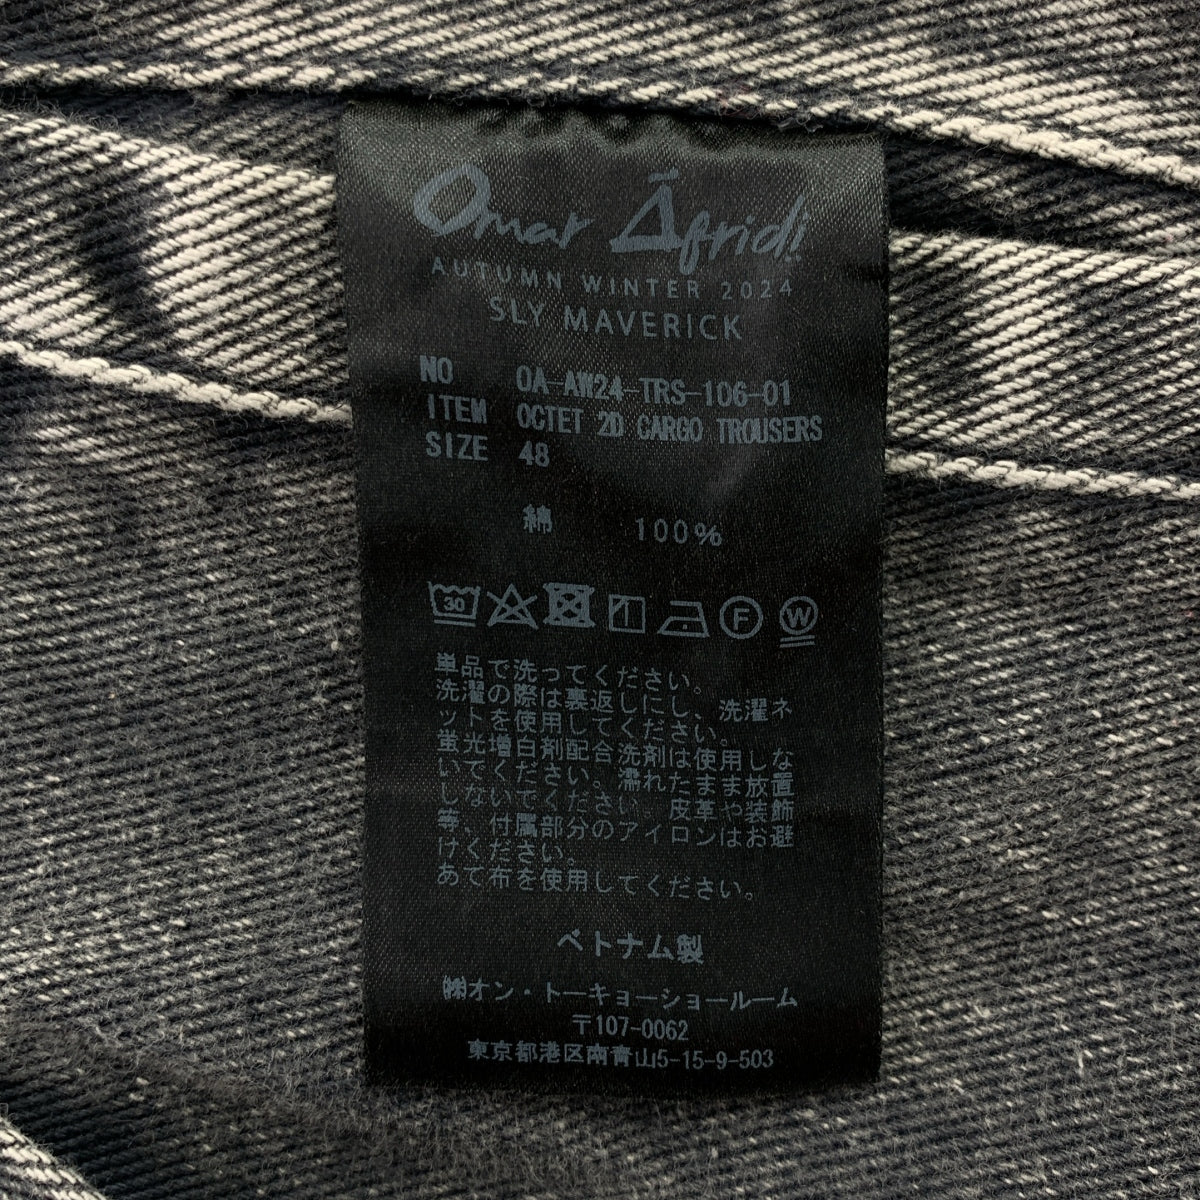 Omar Afridi
AUTUMN WINTER 2024
SLY MAVERICK
NO OA-AW24-TRS-106-01
ITEM OCTET 2D CARGO TROUSERS
SIZE 48
綿 100%
30 F W
単品で洗ってください。
洗濯の際は裏返しにし、洗濯ネ
ットを使用してください。
蛍光増白剤配合洗剤は使用しな
いでください。濡れたまま放置
しないでください。皮革や装飾
等、付属部分のアイロンはお避
けください。
あて布を使用してください。
ベトナム製
㈱オン・トーキョーショールーム
〒107-0062
東京都港区南青山5-15-9-503